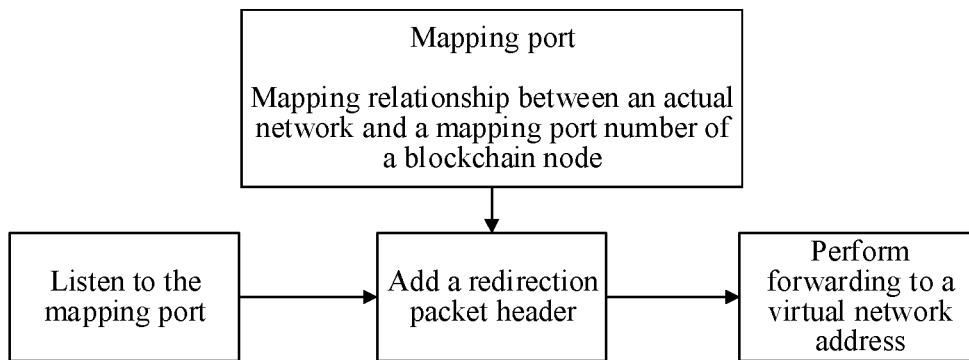 Mapping port
Mapping relationship between an actual
network and a mapping port number of
a blockchain node
Listen to the
mapping port
Add a redirection
packet header
Perform
forwarding to a
virtual network
address